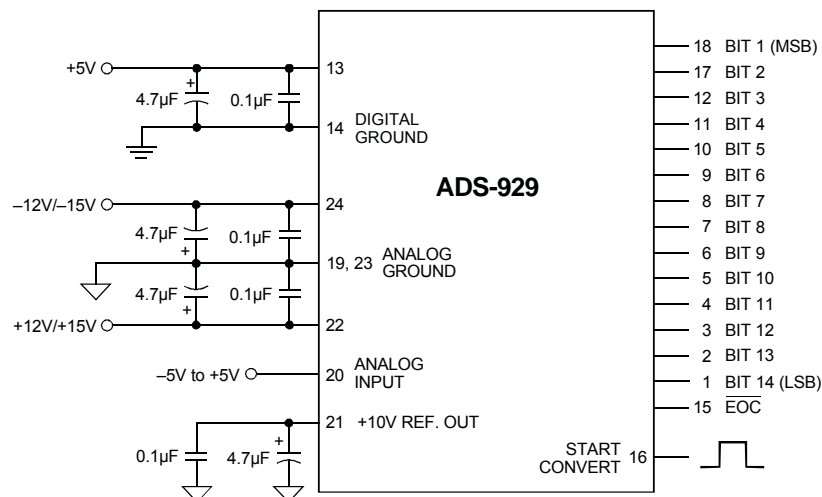 +5V
4.7µF
+
0.1µF
13
14 DIGITAL
GROUND
–12V/–15V
24
4.7µF
+
0.1µF
19, 23 ANALOG
GROUND
4.7µF
+
0.1µF
+12V/+15V
22
–5V to +5V
20 ANALOG
INPUT
21 +10V REF. OUT
0.1µF
4.7µF
+
ADS-929
18 BIT 1 (MSB)
17 BIT 2
12 BIT 3
11 BIT 4
10 BIT 5
9 BIT 6
8 BIT 7
7 BIT 8
6 BIT 9
5 BIT 10
4 BIT 11
3 BIT 12
2 BIT 13
1 BIT 14 (LSB)
15 EOC
START
CONVERT 16